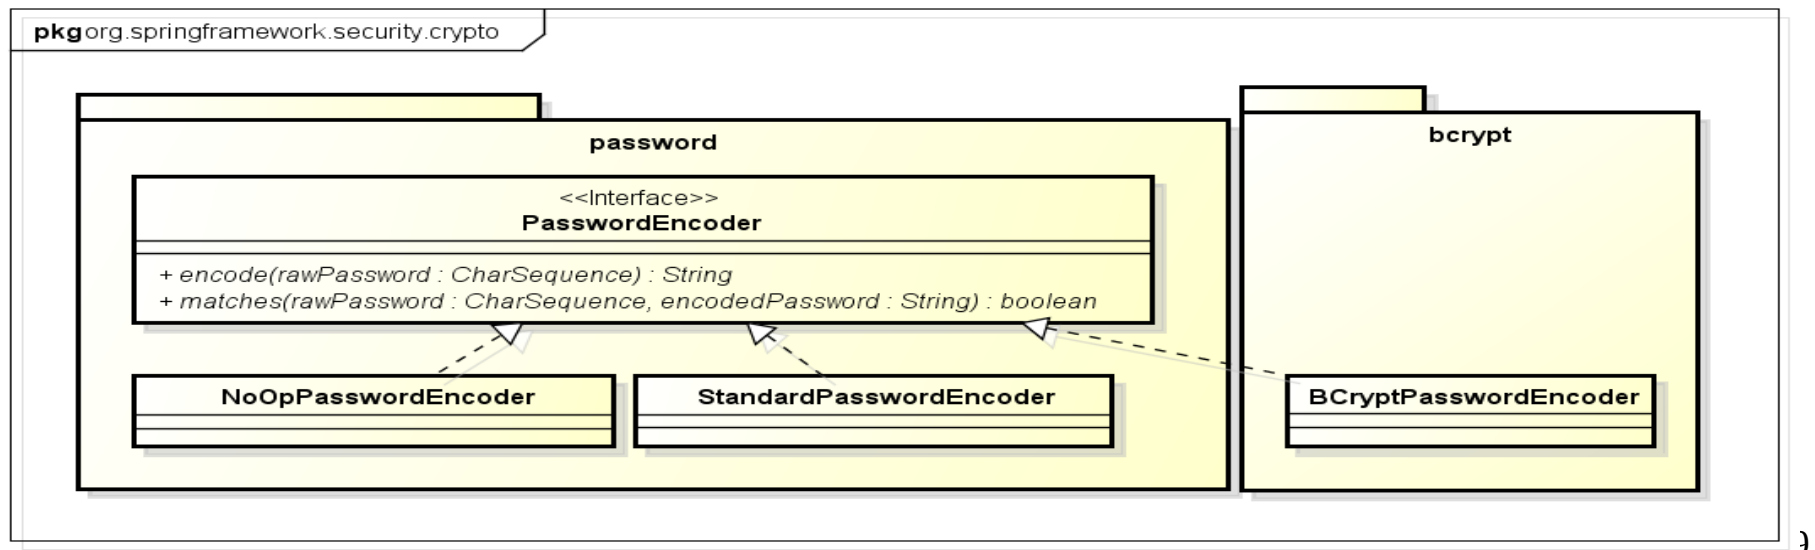 pkg org.springframework.security.crypto
password
bcrypt
<<Interface>>
PasswordEncoder
+ encode(rawPassword : CharSequence) : String
+ matches(rawPassword : CharSequence, encodedPassword : String) : boolean
NoOpPasswordEncoder
StandardPasswordEncoder
BCryptPasswordEncoder